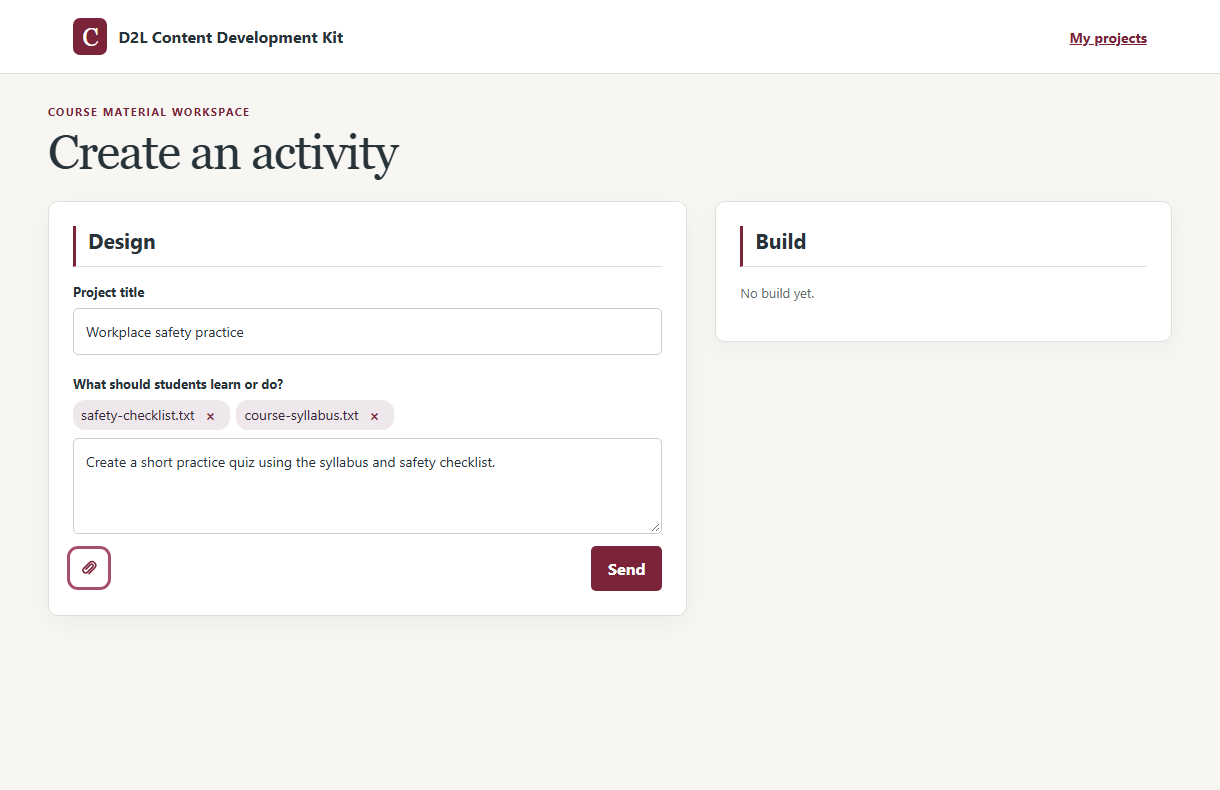 C D2L Content Development Kit
My projects
COURSE MATERIAL WORKSPACE
Create an activity
Design
Project title
Workplace safety practice
What should students learn or do?
safety-checklist.txt × course-syllabus.txt ×
Create a short practice quiz using the syllabus and safety checklist.
Send
Build
No build yet.